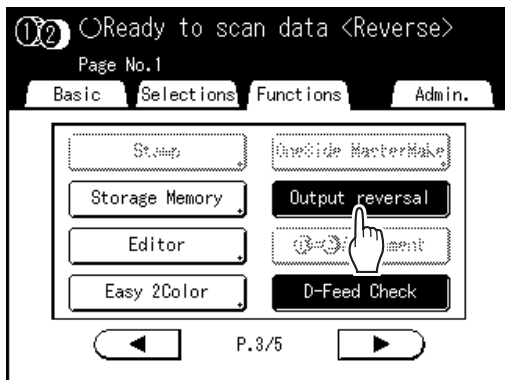 ①② Ready to scan data <Reverse>
Page No.1
Basic Selections Functions Admin.
Stamp OneSide MasterMake
Storage Memory Output reversal
Editor
Easy 2Color D-Feed Check
P.3/5